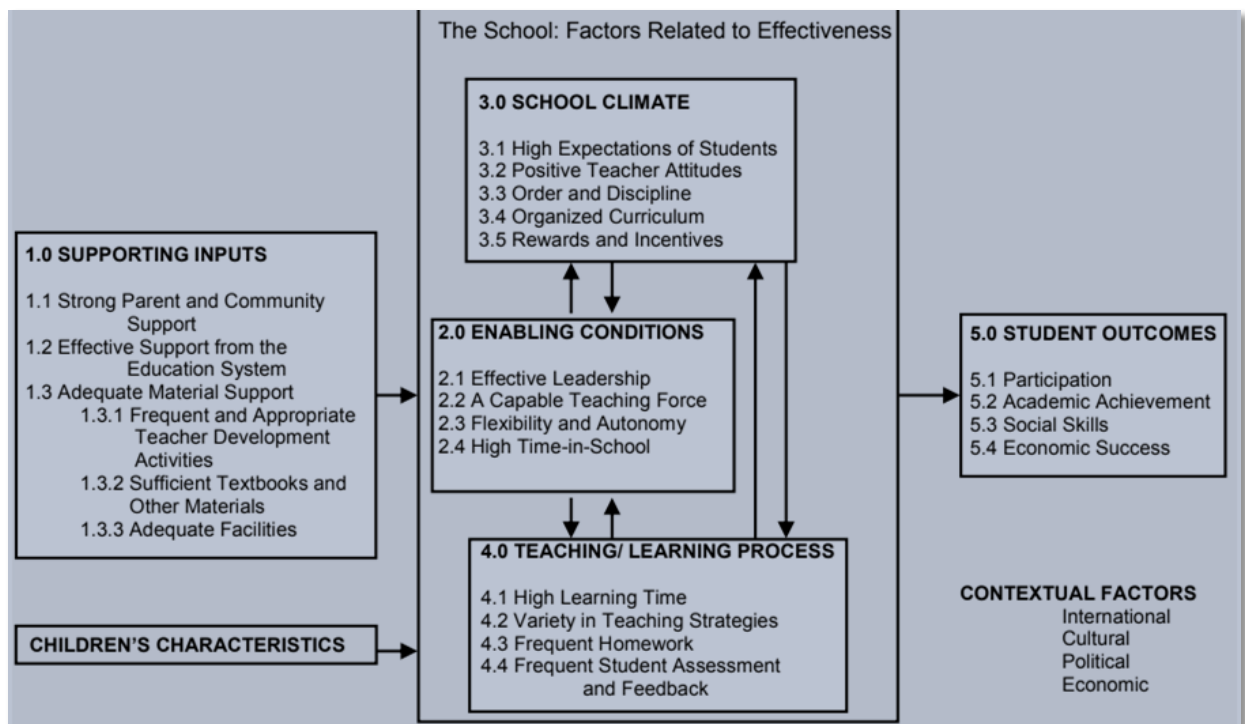 The School: Factors Related to Effectiveness
3.0 SCHOOL CLIMATE
3.1 High Expectations of Students
3.2 Positive Teacher Attitudes
3.3 Order and Discipline
3.4 Organized Curriculum
3.5 Rewards and Incentives
1.0 SUPPORTING INPUTS
1.1 Strong Parent and Community
Support
1.2 Effective Support from the
Education System
1.3 Adequate Material Support
1.3.1 Frequent and Appropriate
Teacher Development
Activities
1.3.2 Sufficient Textbooks and
Other Materials
1.3.3 Adequate Facilities
2.0 ENABLING CONDITIONS
2.1 Effective Leadership
2.2 A Capable Teaching Force
2.3 Flexibility and Autonomy
2.4 High Time-in-School
5.0 STUDENT OUTCOMES
5.1 Participation
5.2 Academic Achievement
5.3 Social Skills
5.4 Economic Success
4.0 TEACHING/ LEARNING PROCESS
4.1 High Learning Time
4.2 Variety in Teaching Strategies
4.3 Frequent Homework
4.4 Frequent Student Assessment
and Feedback
CHILDREN'S CHARACTERISTICS
CONTEXTUAL FACTORS
International
Cultural
Political
Economic